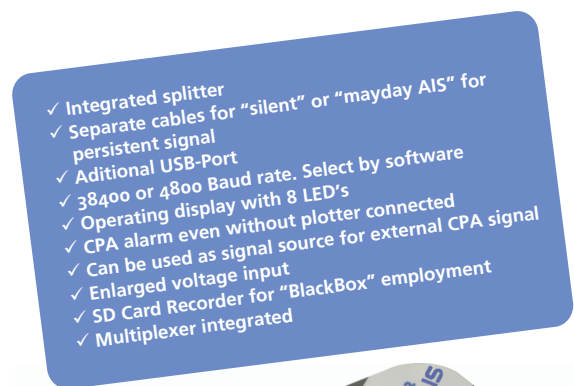 ✓ Integrated splitter
✓ Separate cables for "silent" or "mayday AIS" for
persistent signal
✓ Aditional USB-Port
✓ 38400 or 4800 Baud rate. Select by software
✓ Operating display with 8 LED's
✓ CPA alarm even without plotter connected
✓ Can be used as signal source for external CPA signal
✓ Enlarged voltage input
✓ SD Card Recorder for "BlackBox" employment
✓ Multiplexer integrated